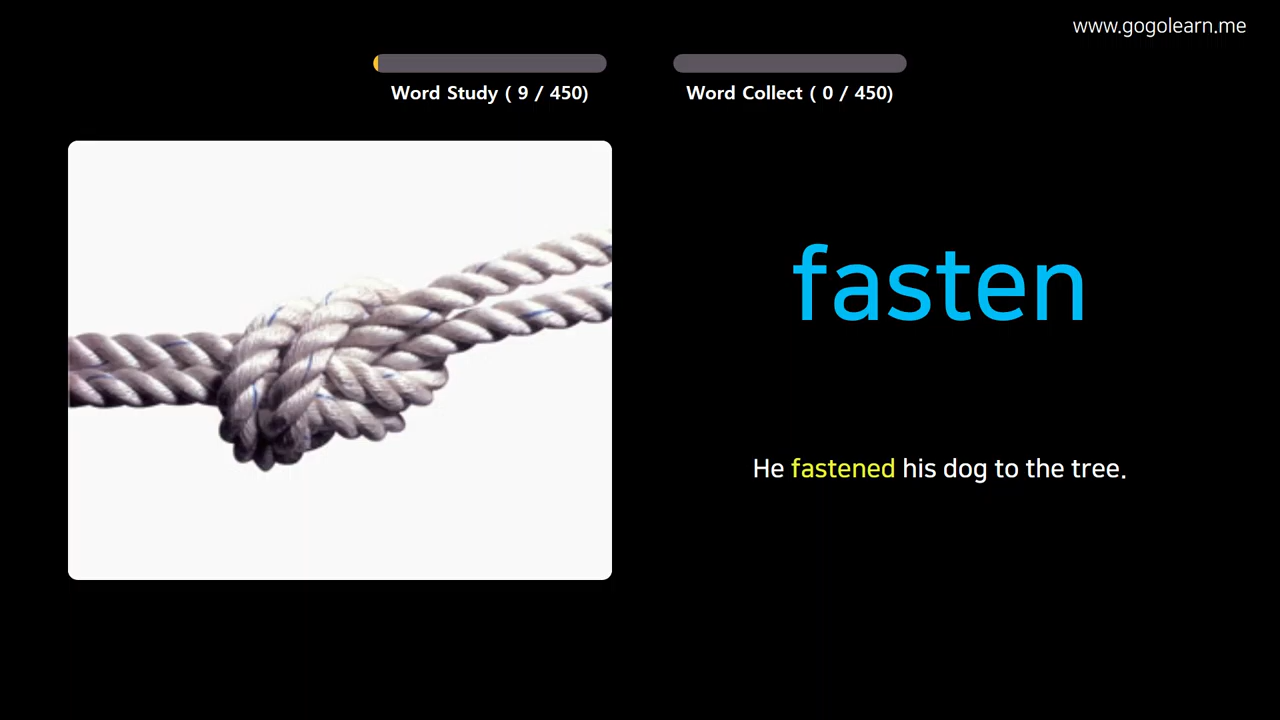 www.gogolearn.me
Word Study ( 9 / 450)
Word Collect ( 0 / 450)
fasten
He fastened his dog to the tree.